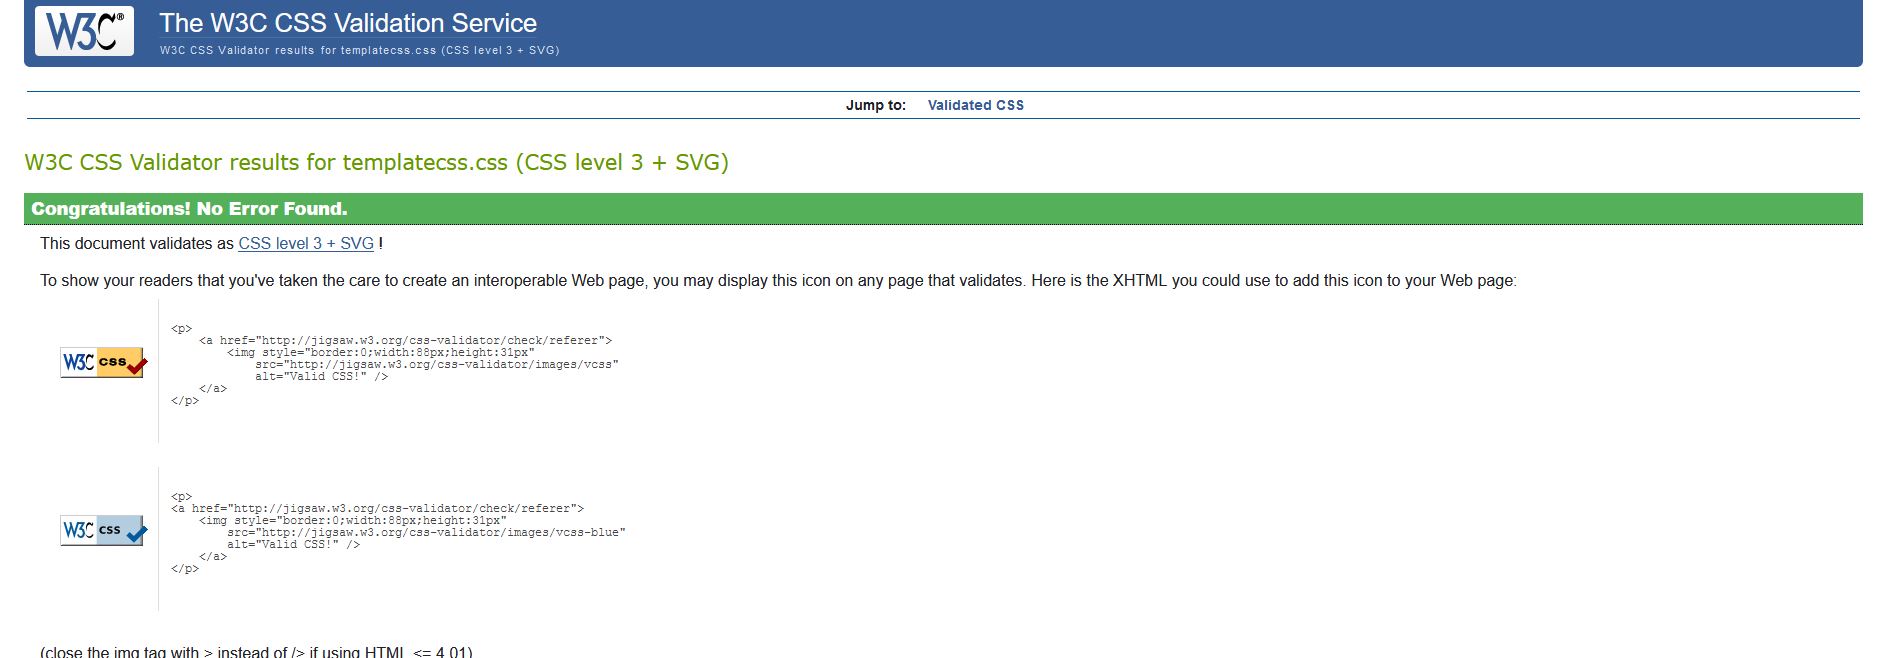 W3C®
The W3C CSS Validation Service
W3C CSS Validator results for templatecss.css (CSS level 3 + SVG)
Jump to: Validated CSS
W3C CSS Validator results for templatecss.css (CSS level 3 + SVG)
Congratulations! No Error Found.
This document validates as CSS level 3 + SVG !
To show your readers that you've taken the care to create an interoperable Web page, you may display this icon on any page that validates. Here is the XHTML you could use to add this icon to your Web page:
W3C css
<p>
<a href="http://jigsaw.w3.org/css-validator/check/referer">
<img style="border:0;width:88px;height:31px"
src="http://jigsaw.w3.org/css-validator/images/vcss"
alt="Valid CSS!" />
</a>
</p>
W3C css
<p>
<a href="http://jigsaw.w3.org/css-validator/check/referer">
<img style="border:0;width:88px;height:31px"
src="http://jigsaw.w3.org/css-validator/images/vcss-blue"
alt="Valid CSS!" />
</a>
</p>
(close the img tag with > instead of /> if using HTML <= 4.01)